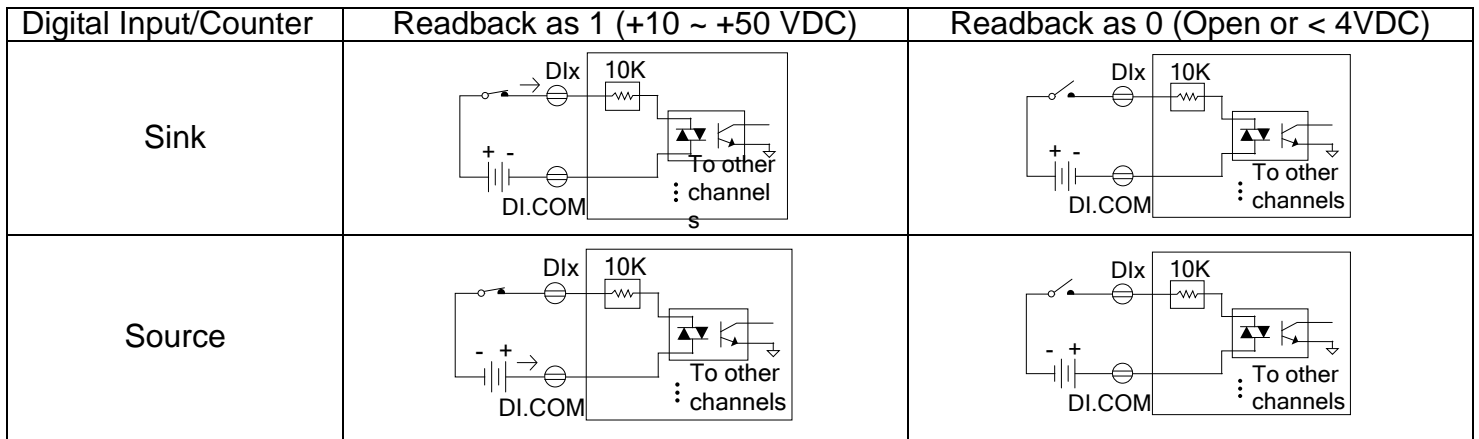 Digital Input/Counter
Readback as 1 (+10 ~ +50 VDC)
Readback as 0 (Open or < 4VDC)
Sink
DIx
10K
+ -
To other
channel
s
DI.COM
DIx
10K
+ -
To other
channels
DI.COM
Source
DIx
10K
- +
To other
channels
DI.COM
DIx
10K
- +
To other
channels
DI.COM